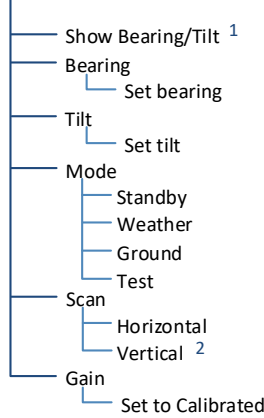 Show Bearing/Tilt 1
Bearing
Set bearing
Tilt
Set tilt
Mode
Standby
Weather
Ground
Test
Scan
Horizontal
Vertical 2
Gain
Set to Calibrated